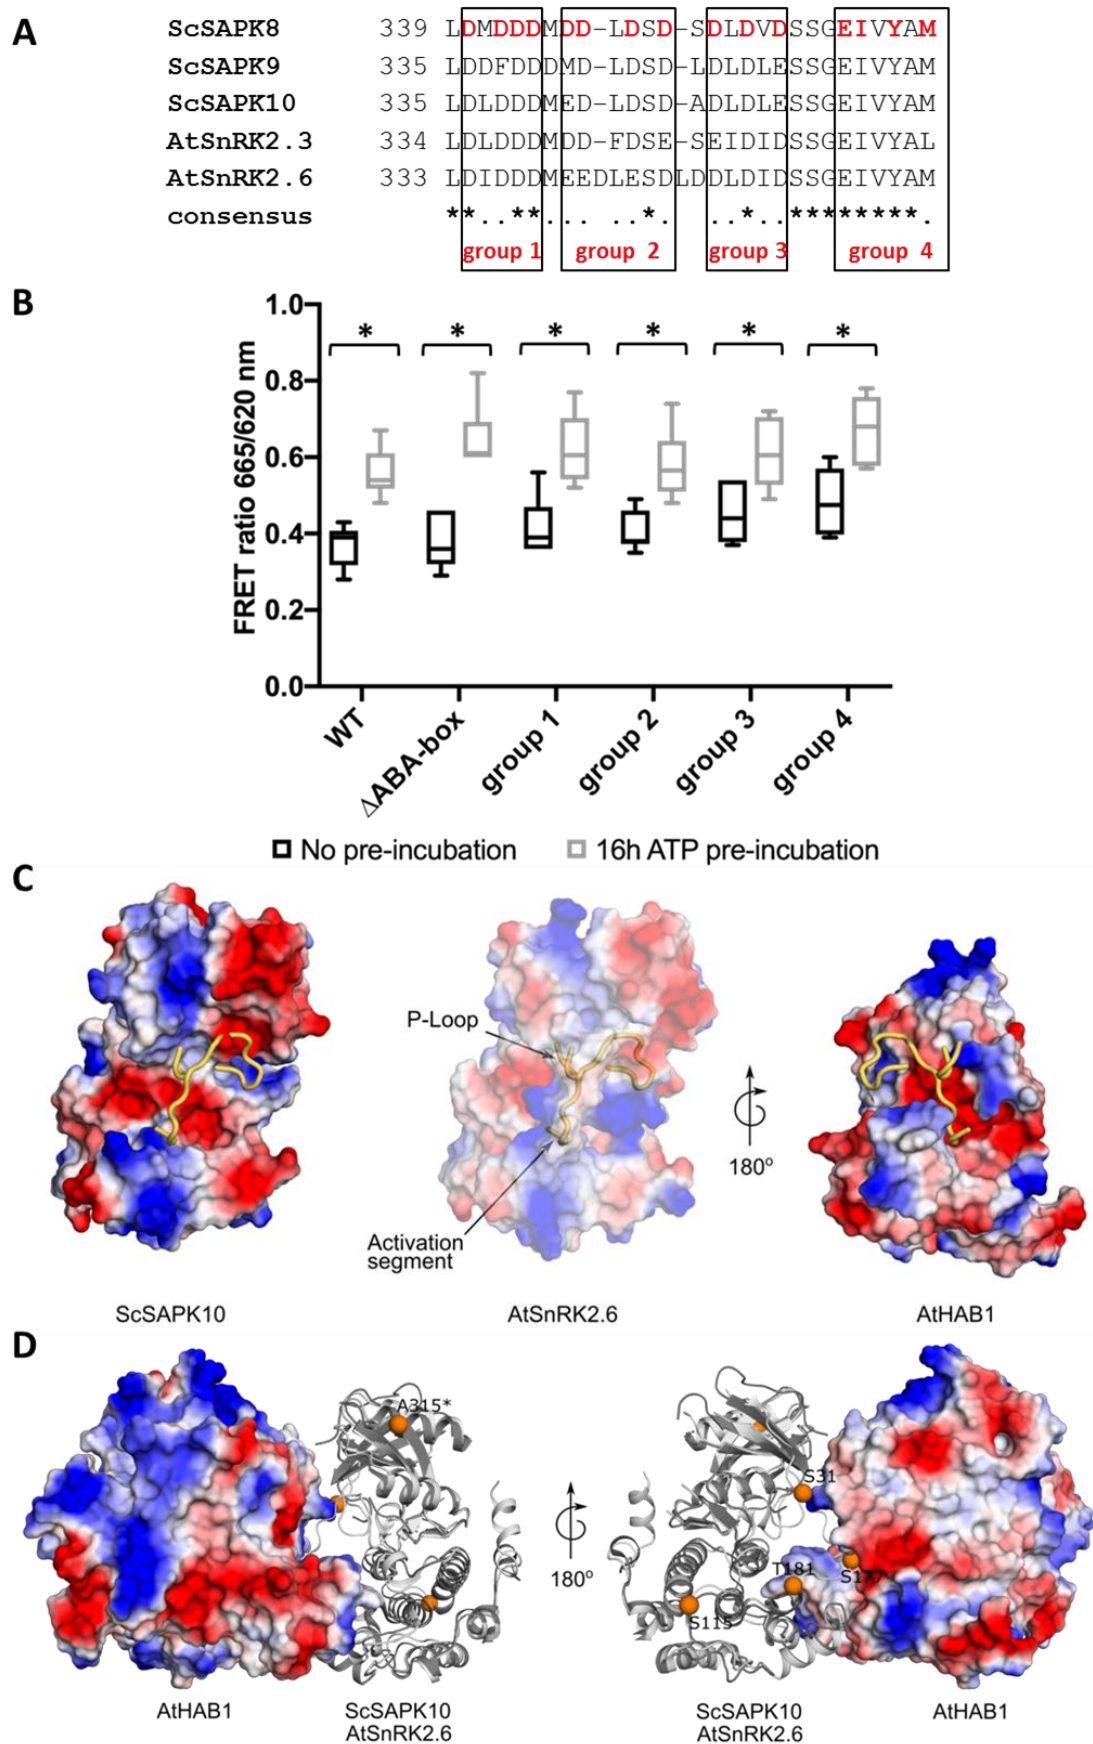 A
ScSAPK8 339 LDMDDDMDD-LDSD-SDLDVDSSGEIVYAM
ScSAPK9 335 LDDFDDDMD-LDSD-LDLDLESSGEIVYAM
ScSAPK10 335 LDLDDDMED-LDSD-ADLDLESSGEIVYAM
AtSnRK2.3 334 LDLDDDMDD-FDSE-SEIDIDSSGEIVYAL
AtSnRK2.6 333 LDIDDDMEEDLESDLDDLDIDSSGEIVYAM
consensus **..**... ..*. ..*..*********.
group 1 group 2 group 3 group 4
B
FRET ratio 665/620 nm
1.0
0.8
0.6
0.4
0.2
0.0
* * * * * *
WT ΔABA-box group 1 group 2 group 3 group 4
No pre-incubation 16h ATP pre-incubation
C
P-Loop
Activation
segment
180º
ScSAPK10 AtSnRK2.6 AtHAB1
D
A315*
S31
T181
S177
S115
180º
AtHAB1 ScSAPK10 ScSAPK10 AtHAB1
AtSnRK2.6 AtSnRK2.6